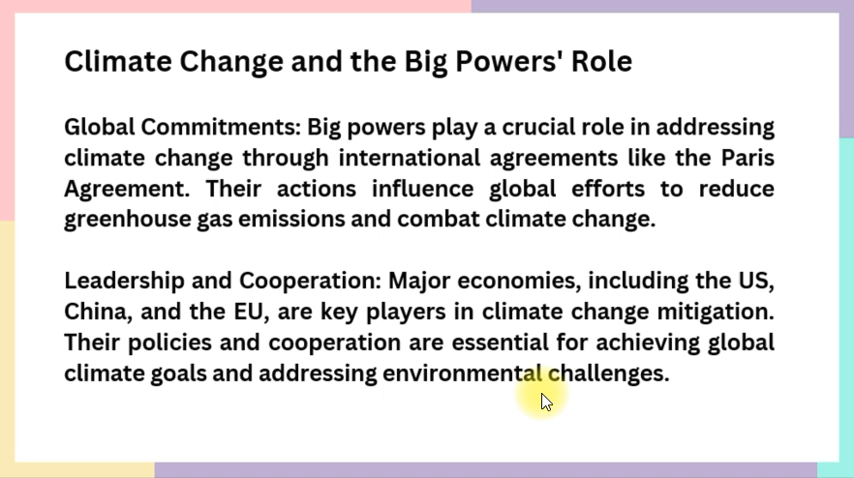 Climate Change and the Big Powers' Role
Global Commitments: Big powers play a crucial role in addressing
climate change through international agreements like the Paris
Agreement. Their actions influence global efforts to reduce
greenhouse gas emissions and combat climate change.
Leadership and Cooperation: Major economies, including the US,
China, and the EU, are key players in climate change mitigation.
Their policies and cooperation are essential for achieving global
climate goals and addressing environmental challenges.